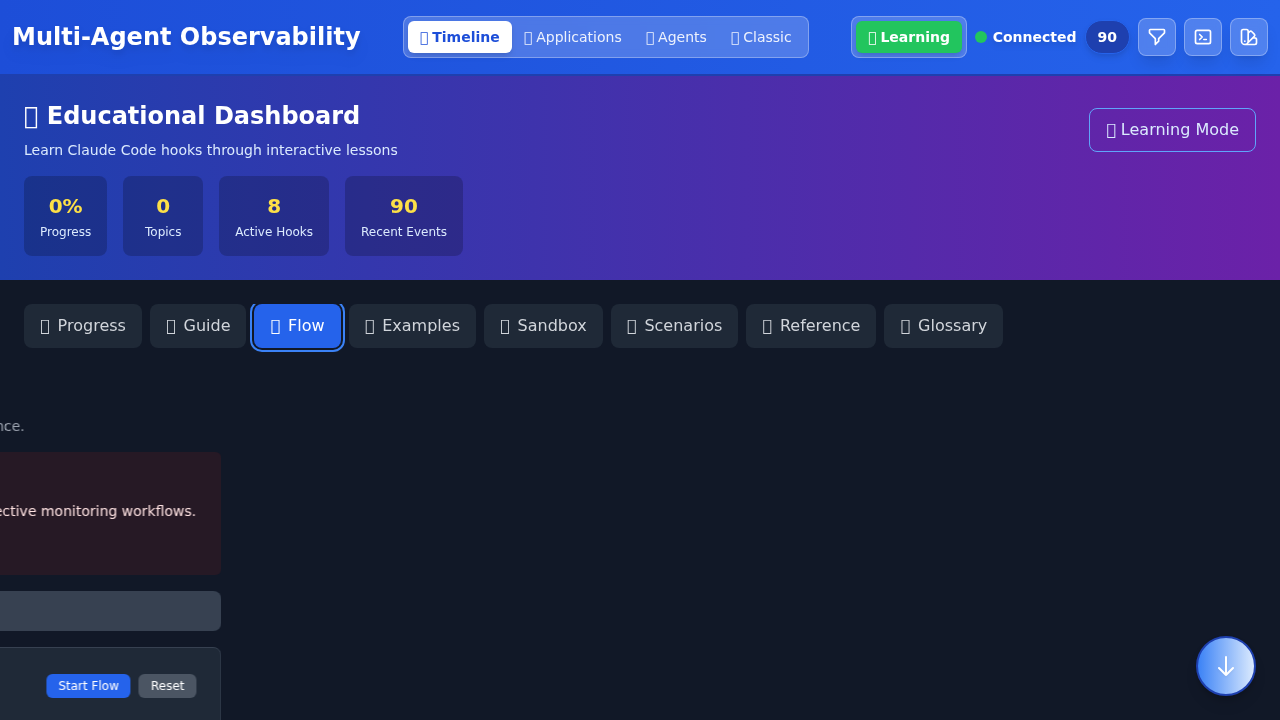 Multi-Agent Observability
Timeline
Applications
Agents
Classic
Learning
Connected
90
Educational Dashboard
Learn Claude Code hooks through interactive lessons
Learning Mode
0%
Progress
0
Topics
8
Active Hooks
90
Recent Events
Progress
Guide
Flow
Examples
Sandbox
Scenarios
Reference
Glossary
nce.
ective monitoring workflows.
Start Flow
Reset